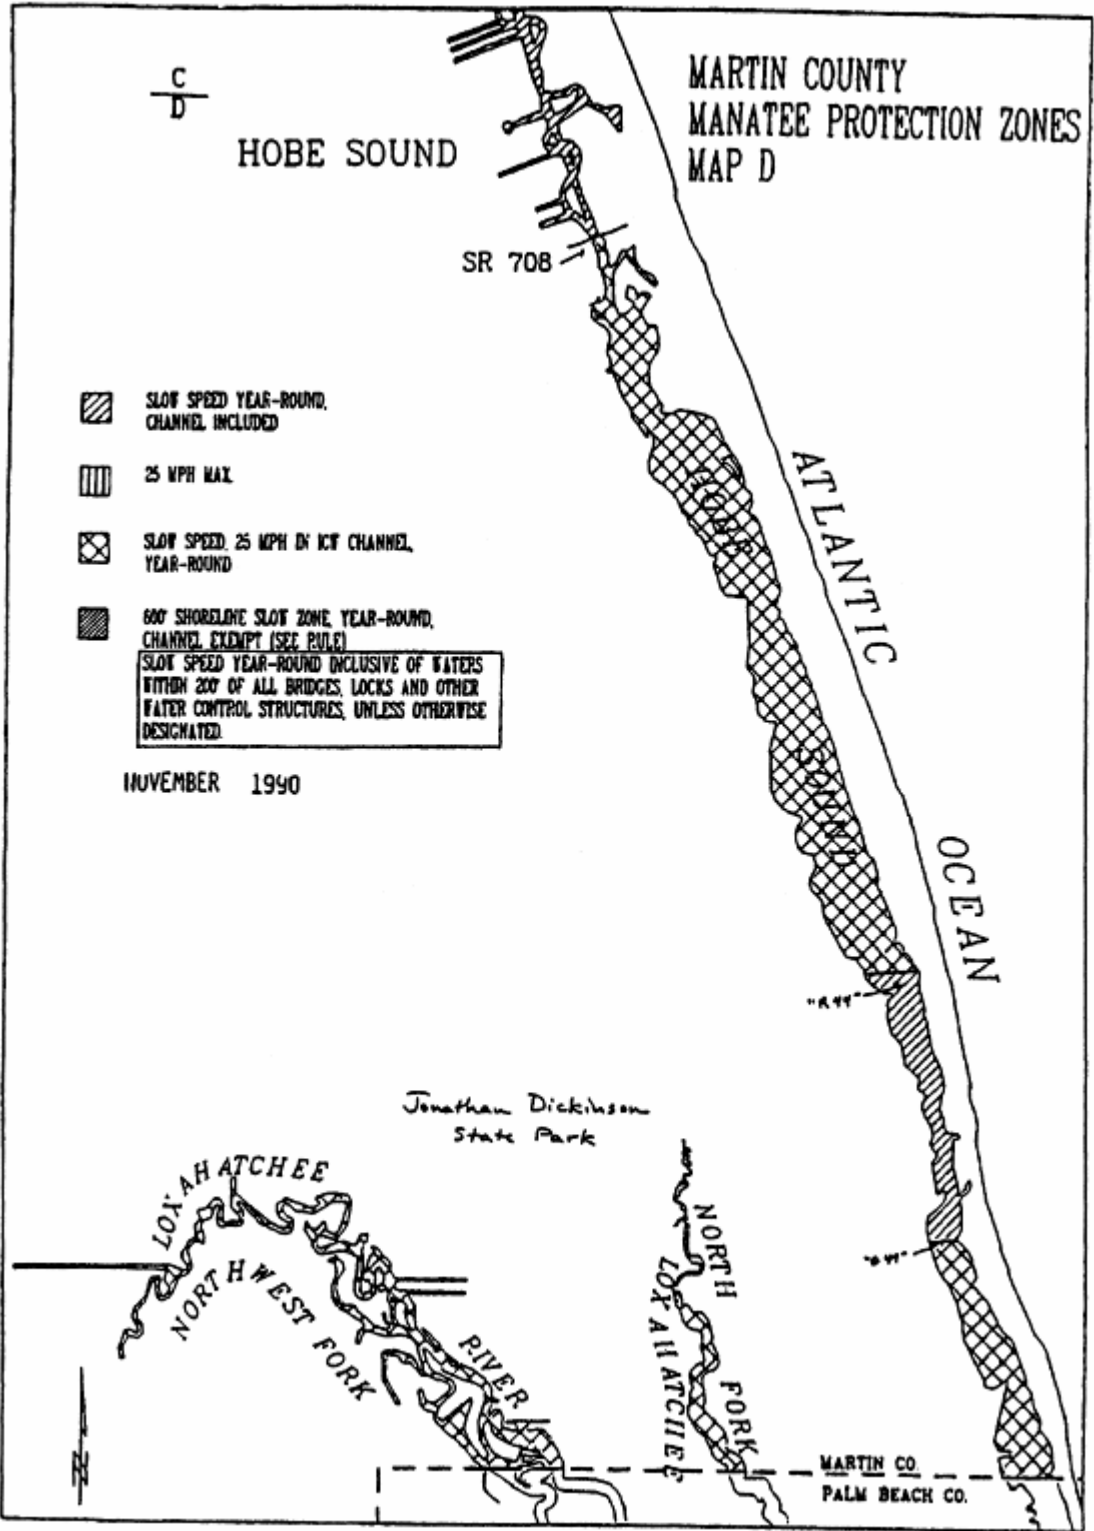 C
D
HOBE SOUND
MARTIN COUNTY
MANATEE PROTECTION ZONES
MAP D
SR 708
SLOW SPEED YEAR-ROUND,
CHANNEL INCLUDED
25 MPH MAX.
SLOW SPEED, 25 MPH IN ICW CHANNEL,
YEAR-ROUND
600' SHORELINE SLOW ZONE, YEAR-ROUND,
CHANNEL EXEMPT (SEE RULE)
SLOW SPEED YEAR-ROUND INCLUSIVE OF WATERS
WITHIN 200' OF ALL BRIDGES, LOCKS AND OTHER
WATER CONTROL STRUCTURES, UNLESS OTHERWISE
DESIGNATED.
NOVEMBER 1990
HOBE
SOUND
ATLANTIC
OCEAN
"R44"
Jonathan Dickinson
State Park
LOXAHATCHEE
NORTHWEST FORK
RIVER
NORTH
FORK
LOXAHATCHEE
N
MARTIN CO.
PALM BEACH CO.